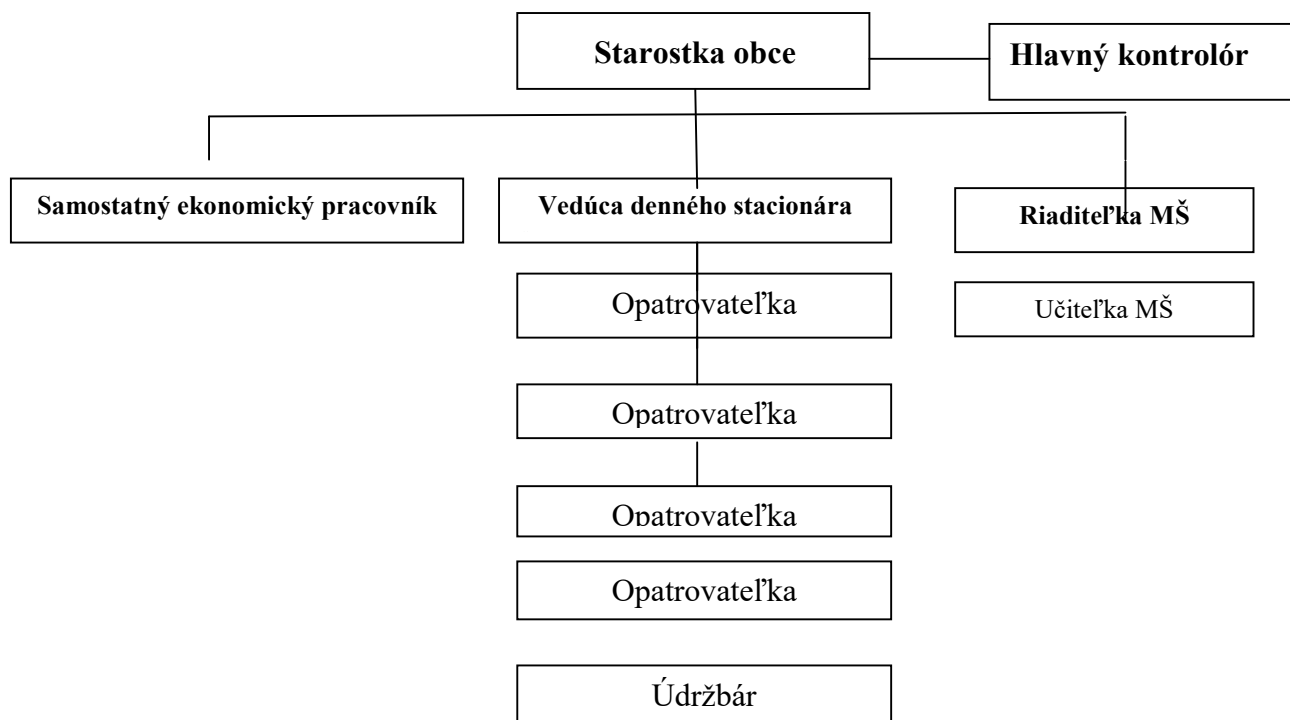 Starostka obce
Hlavný kontrolór
Samostatný ekonomický pracovník
Vedúca denného stacionára
Riaditeľka MŠ
Opatrovateľka
Učiteľka MŠ
Opatrovateľka
Opatrovateľka
Opatrovateľka
Údržbár